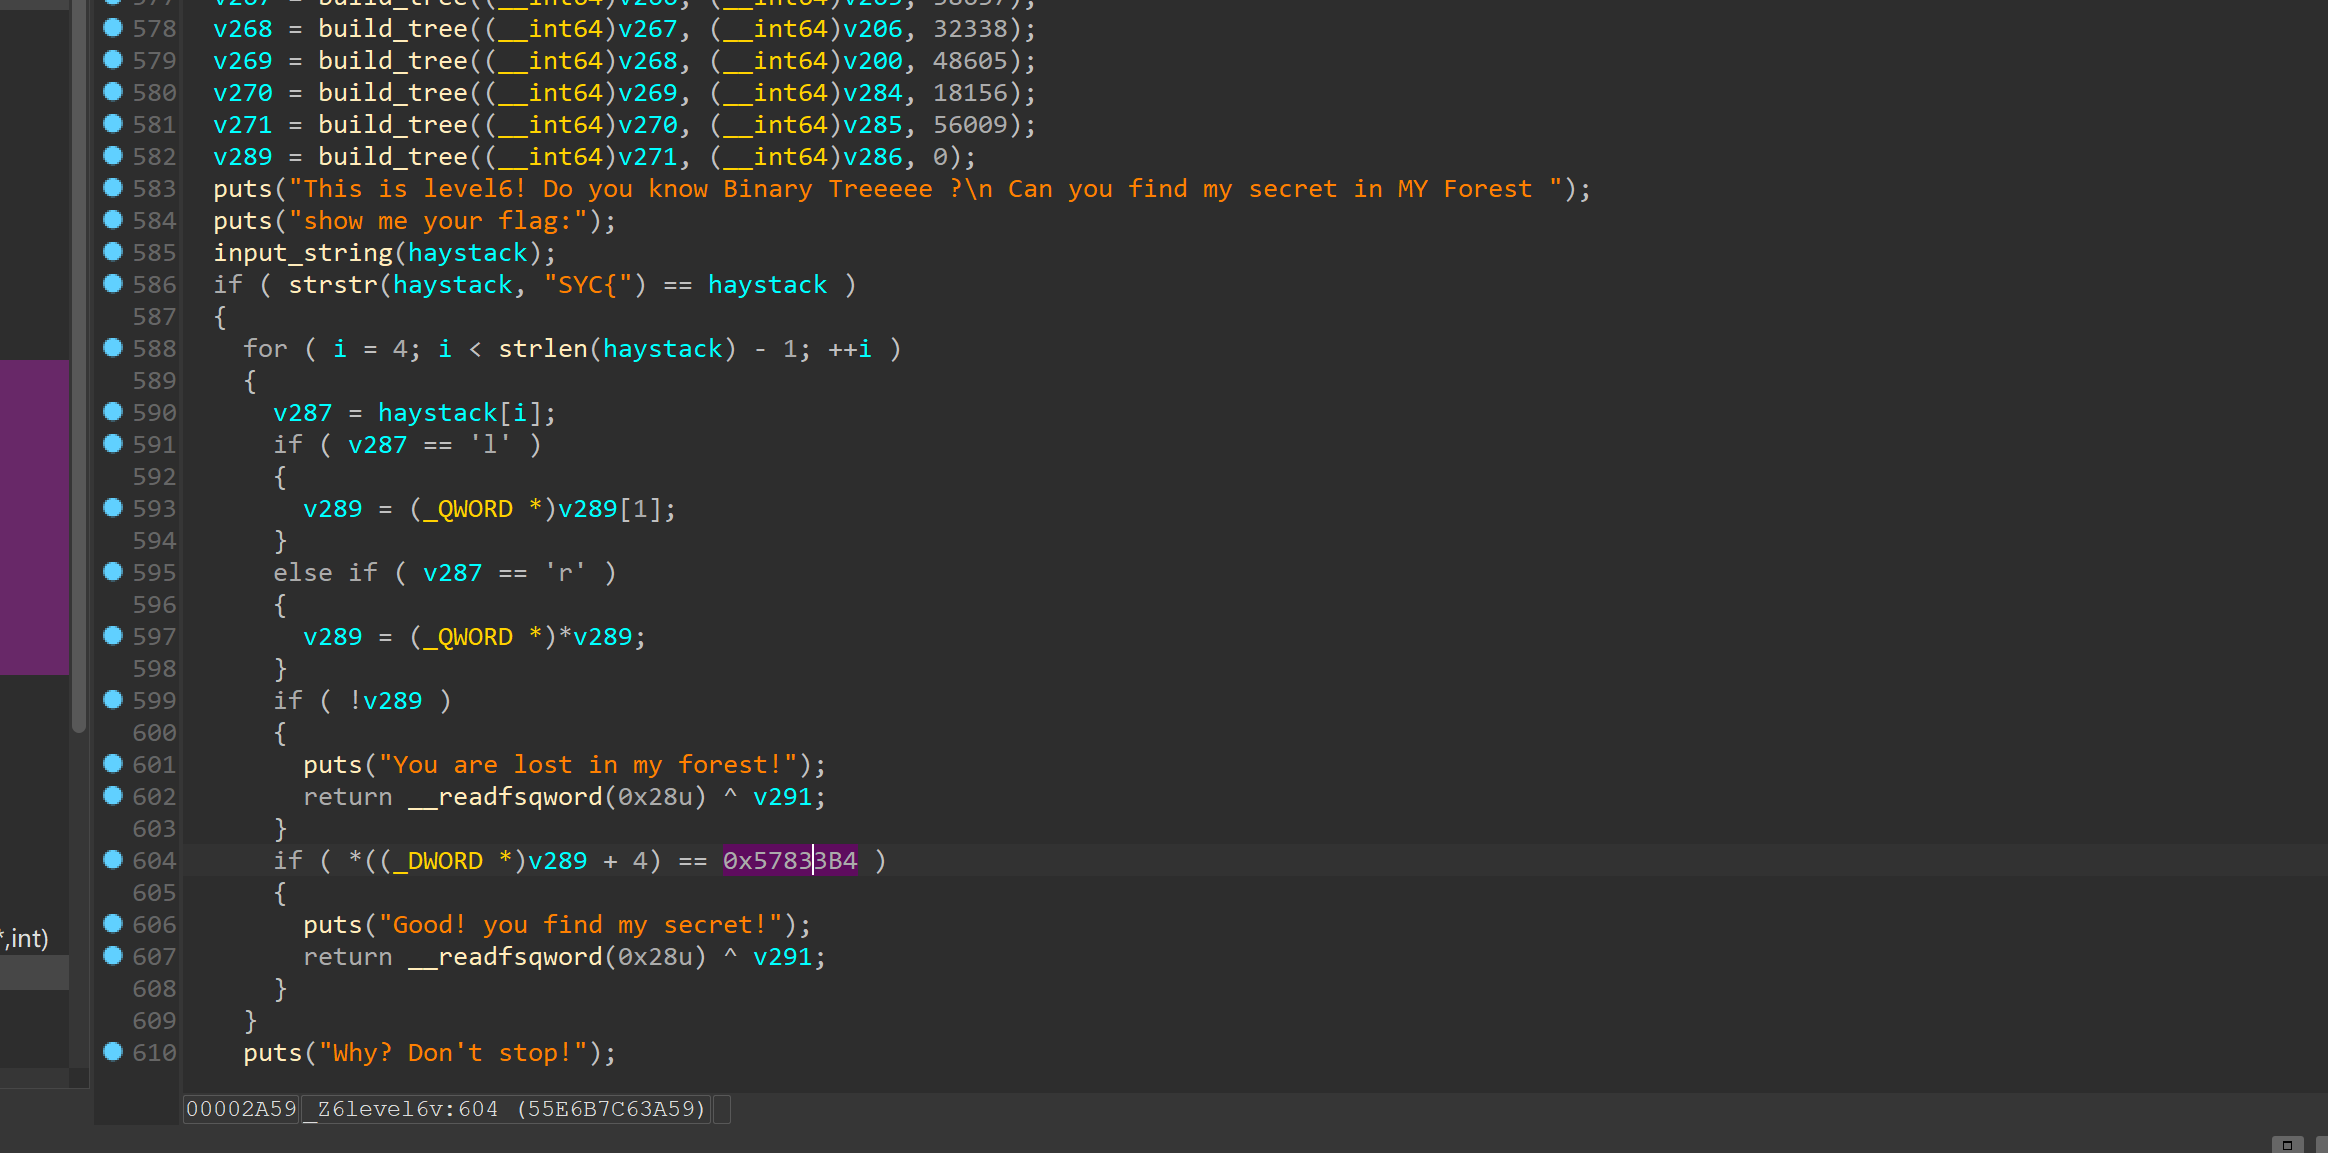 578 v268 = build_tree((__int64)v267, (__int64)v206, 32338);
579 v269 = build_tree((__int64)v268, (__int64)v200, 48605);
580 v270 = build_tree((__int64)v269, (__int64)v284, 18156);
581 v271 = build_tree((__int64)v270, (__int64)v285, 56009);
582 v289 = build_tree((__int64)v271, (__int64)v286, 0);
583 puts("This is level6! Do you know Binary Treeeee ?\n Can you find my secret in MY Forest ");
584 puts("show me your flag:");
585 input_string(haystack);
586 if ( strstr(haystack, "SYC{") == haystack )
587 {
588 for ( i = 4; i < strlen(haystack) - 1; ++i )
589 {
590 v287 = haystack[i];
591 if ( v287 == 'l' )
592 {
593 v289 = (_QWORD *)v289[1];
594 }
595 else if ( v287 == 'r' )
596 {
597 v289 = (_QWORD *)*v289;
598 }
599 if ( !v289 )
600 {
601 puts("You are lost in my forest!");
602 return __readfsqword(0x28u) ^ v291;
603 }
604 if ( *((_DWORD *)v289 + 4) == 0x57833B4 )
605 {
606 puts("Good! you find my secret!");
607 return __readfsqword(0x28u) ^ v291;
608 }
609 }
610 puts("Why? Don't stop!");
*,int)
00002A59 _Z6level6v:604 (55E6B7C63A59)